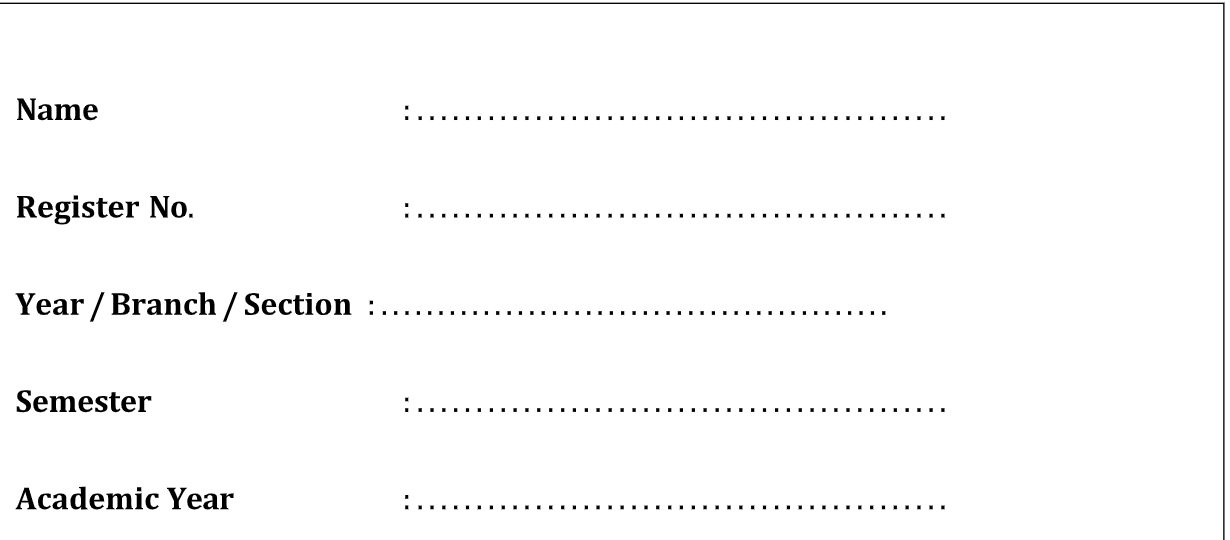 Name :.............................................
Register No. :.............................................
Year / Branch / Section :.............................................
Semester :.............................................
Academic Year :.............................................